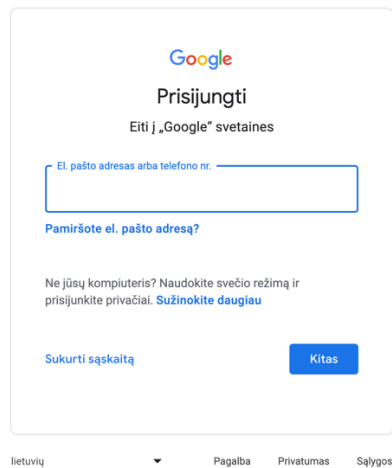 Google
Prisijungti
Eiti į „Google“ svetaines
El. pašto adresas arba telefono nr.
Pamiršote el. pašto adresą?
Ne jūsų kompiuteris? Naudokite svečio režimą ir
prisijunkite privačiai. Sužinokite daugiau
Sukurti sąskaitą
Kitas
lietuvių
Pagalba Privatumas Sąlygos